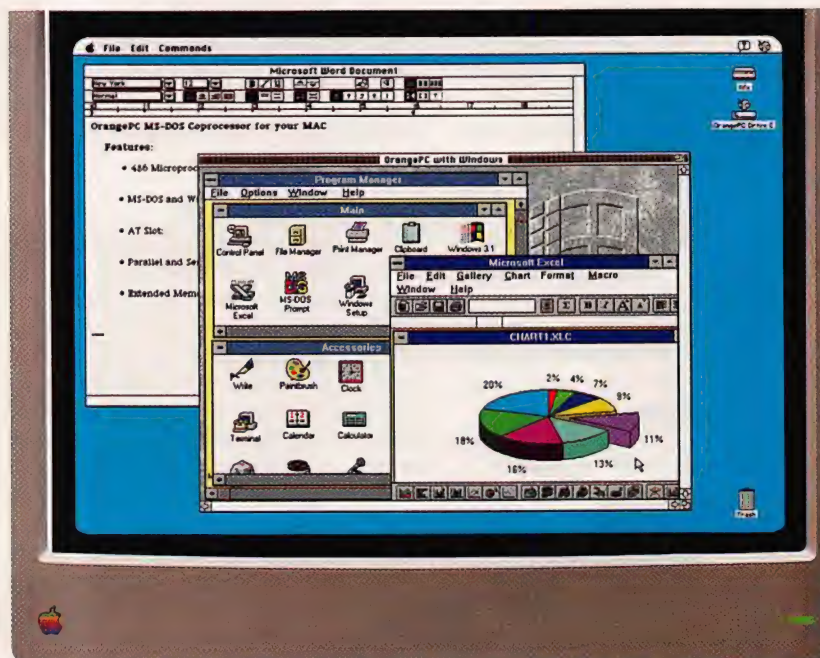 File Edit Commands
Microsoft Word Document
New York
12
Normal
OrangePC MS-DOS Coprocessor for your MAC
Features:
• 486 Microproc
• MS-DOS and W
• AT Slot:
• Parallel and Se
• Extended Mem
OrangePC Drive C
OrangePC with Windows
Program Manager
File Options Window Help
Main
Control Panel File Manager Print Manager Clipboard Windows 3.1
Microsoft Excel
MS-DOS Prompt
Windows Setup
Accessories
Write Paintbrush Clock
Terminal Calendar Calculator
Microsoft Excel
File Edit Gallery Chart Format Macro
Window Help
CHART1.XLC
20% 2% 4% 7%
9%
11%
13%
16%
18%
Trash